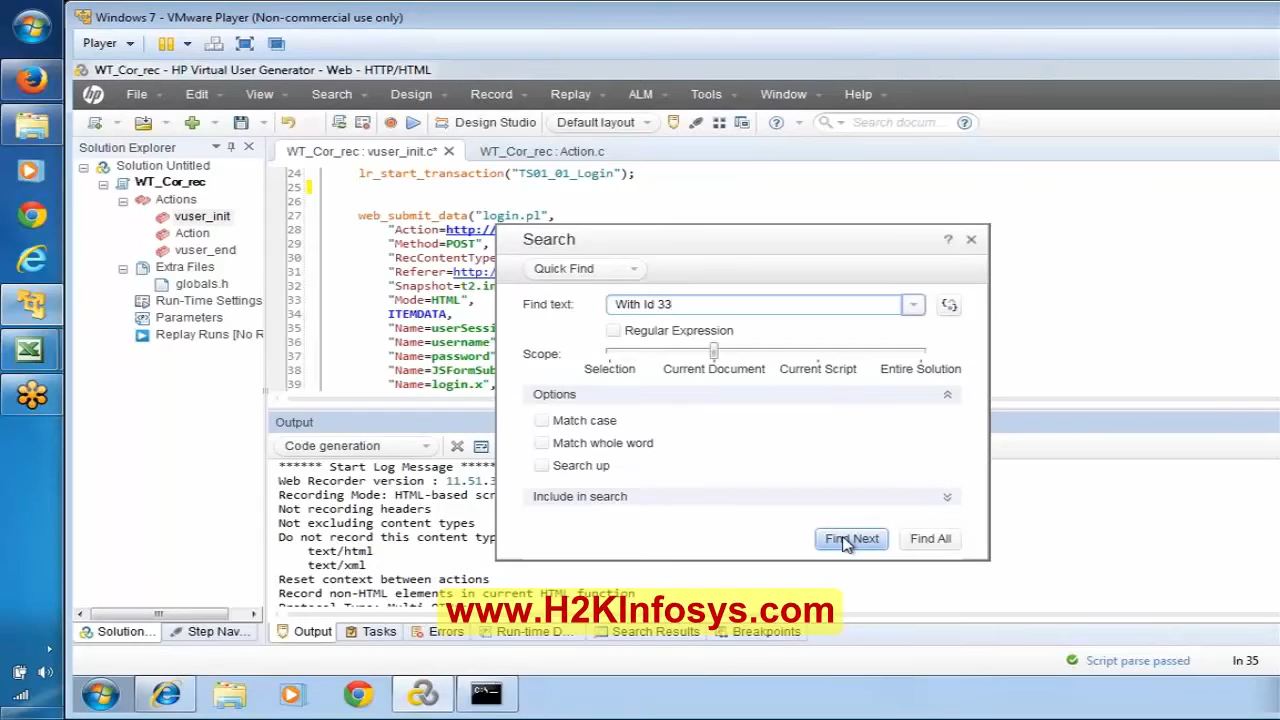 Windows 7 - VMware Player (Non-commercial use only)
Player
WT_Cor_rec - HP Virtual User Generator - Web - HTTP/HTML
hp File Edit View Search Design Record Replay ALM Tools Window Help
Design Studio Default layout Search docum...
Solution Explorer
WT_Cor_rec : vuser_init.c* WT_Cor_rec : Action.c
Solution Untitled
WT_Cor_rec
Actions
vuser_init
Action
vuser_end
Extra Files
globals.h
Run-Time Settings
Parameters
Replay Runs [No R
24 lr_start_transaction("TS01_01_Login");
25
26
27 web_submit_data("login.pl",
28 "Action=http://
29 "Method=POST",
30 "RecContentType
31 "Referer=http:/
32 "Snapshot=t2.in
33 "Mode=HTML",
34 ITEMDATA,
35 "Name=userSessi
36 "Name=username"
37 "Name=password"
38 "Name=JSFormSub
39 "Name=login.x",
Search
Quick Find
Find text: With Id 33
Regular Expression
Scope:
Selection Current Document Current Script Entire Solution
Options
Match case
Match whole word
Search up
Include in search
Find Next Find All
Output
Code generation
****** Start Log Message *****
Web Recorder version : 11.51.3
Recording Mode: HTML-based scr
Not recording headers
Not excluding content types
Do not record this content typ
text/html
text/xml
Reset context between actions
Record non-HTML elements in current HTML function
www.H2KInfosys.com
Solution... Step Nav... Output Tasks Errors Run-time D... Search Results Breakpoints
Script parse passed ln 35